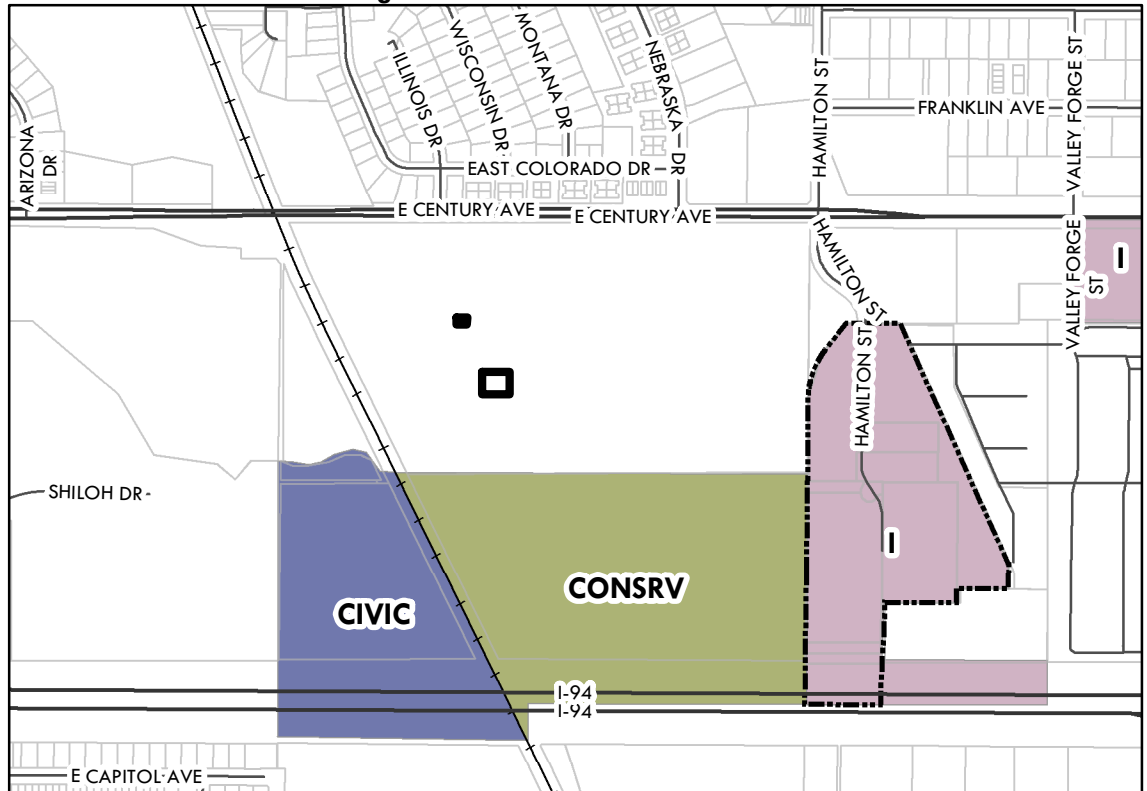 MONTANA DR
WISCONSIN DR
ILLINOIS DR
NEBRASKA DR
HAMILTON ST
VALLEY FORGE ST
FRANKLIN AVE
ARIZONA
DR
EAST COLORADO DR
E CENTURY AVE
E CENTURY AVE
HAMILTON ST
VALLEY FORGE
ST
I
HAMILTON ST
SHILOH DR
I
CONSRV
CIVIC
I-94
I-94
E CAPITOL AVE